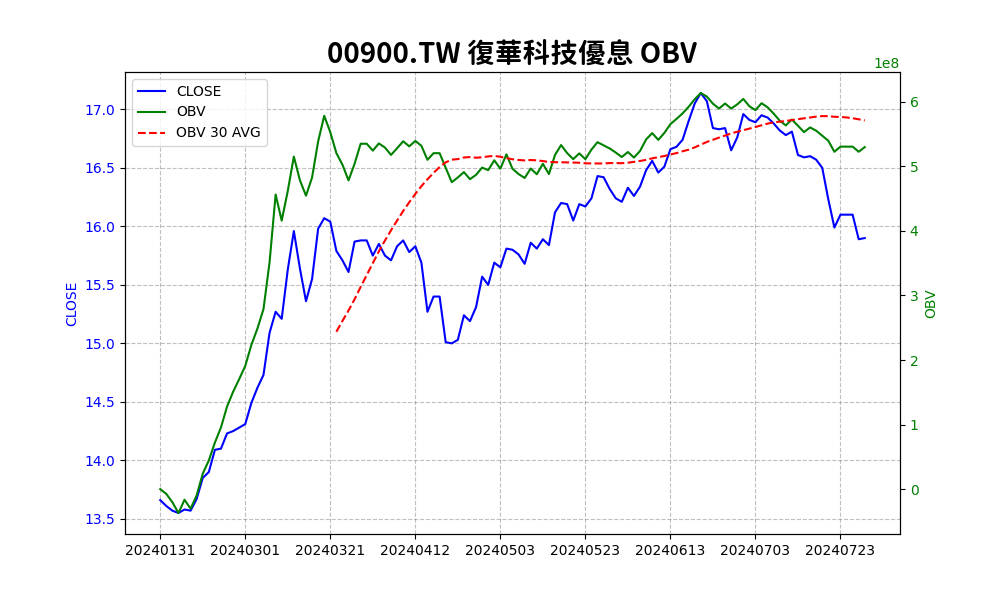 00900.TW 復華科技優息 OBV
1e8
CLOSE
OBV
OBV 30 AVG
17.0
16.5
16.0
15.5
15.0
14.5
14.0
13.5
CLOSE
6
5
4
3
2
1
0
OBV
20240131 20240301 20240321 20240412 20240503 20240523 20240613 20240703 20240723